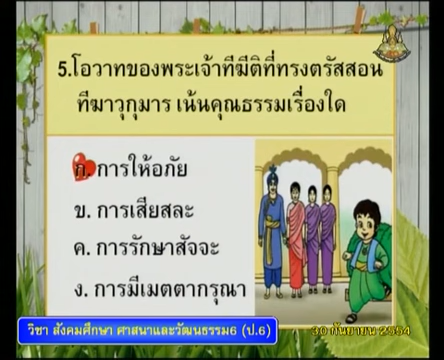 5.โอวาทของพระเจ้าทีฆีติที่ทรงตรัสสอน
ทีฆาวุกุมาร เน้นคุณธรรมเรื่องใด
ก. การให้อภัย
ข. การเสียสละ
ค. การรักษาสัจจะ
ง. การมีเมตตากรุณา
วิชา สังคมศึกษา ศาสนาและวัฒนธรรม6 (ป.6)
30 กันยายน 2554